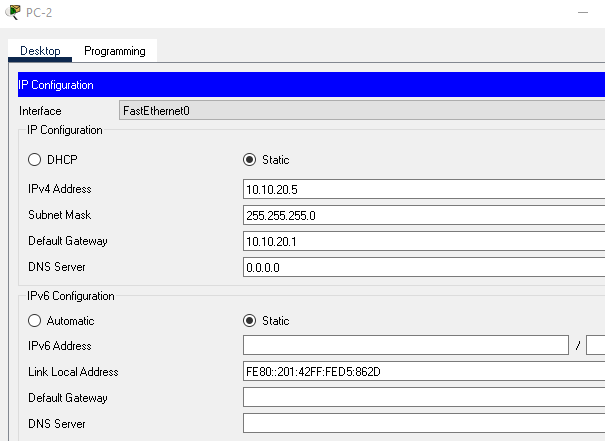 PC-2
Desktop Programming
IP Configuration
Interface FastEthernet0
IP Configuration
DHCP Static
IPv4 Address 10.10.20.5
Subnet Mask 255.255.255.0
Default Gateway 10.10.20.1
DNS Server 0.0.0.0
IPv6 Configuration
Automatic Static
IPv6 Address /
Link Local Address FE80::201:42FF:FED5:862D
Default Gateway
DNS Server